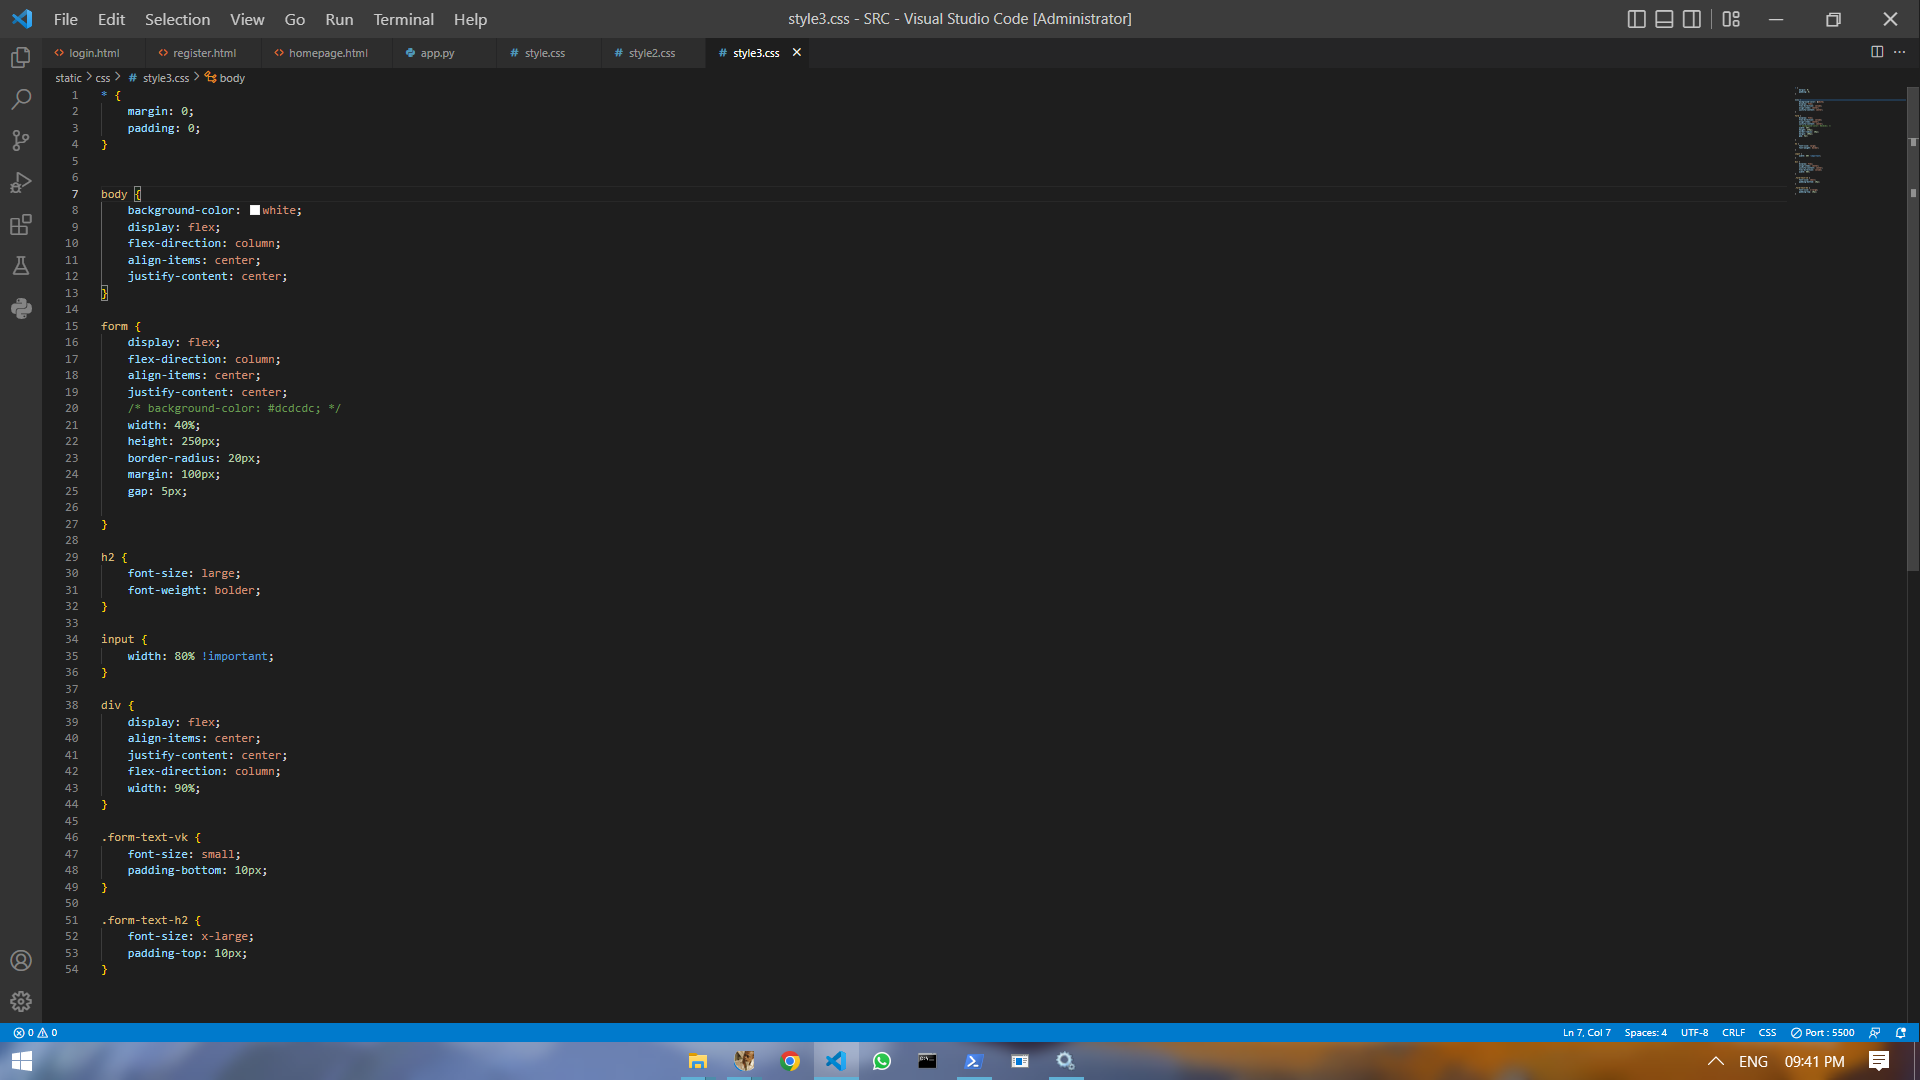 File Edit Selection View Go Run Terminal Help
style3.css - SRC - Visual Studio Code [Administrator]
login.html register.html homepage.html app.py # style.css # style2.css # style3.css
static > css > # style3.css > body
1 * {
2 margin: 0;
3 padding: 0;
4 }
5
6
7 body {
8 background-color: white;
9 display: flex;
10 flex-direction: column;
11 align-items: center;
12 justify-content: center;
13 }
14
15 form {
16 display: flex;
17 flex-direction: column;
18 align-items: center;
19 justify-content: center;
20 /* background-color: #dcdcdc; */
21 width: 40%;
22 height: 250px;
23 border-radius: 20px;
24 margin: 100px;
25 gap: 5px;
26
27 }
28
29 h2 {
30 font-size: large;
31 font-weight: bolder;
32 }
33
34 input {
35 width: 80% !important;
36 }
37
38 div {
39 display: flex;
40 align-items: center;
41 justify-content: center;
42 flex-direction: column;
43 width: 90%;
44 }
45
46 .form-text-vk {
47 font-size: small;
48 padding-bottom: 10px;
49 }
50
51 .form-text-h2 {
52 font-size: x-large;
53 padding-top: 10px;
54 }
0 0 Ln 7, Col 7 Spaces: 4 UTF-8 CRLF CSS Port : 5500
ENG 09:41 PM